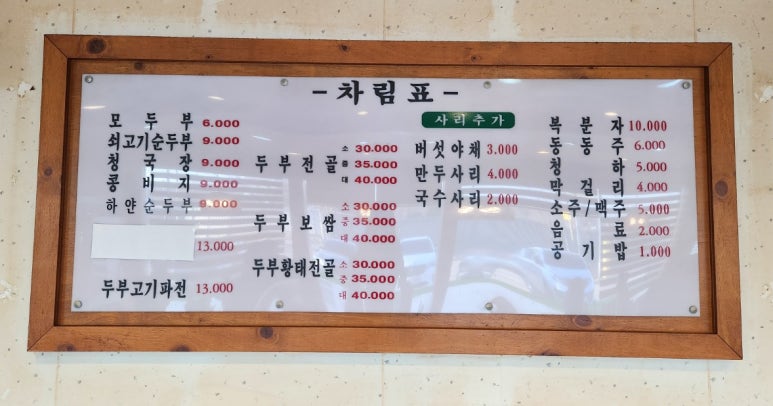 - 차림표 -
모두부 6.000
쇠고기순두부 9.000
청국장 9.000
콩비지 9.000
하얀순두부 9.000
13.000
두부고기파전 13.000
두부전골 소 30.000
중 35.000
대 40.000
두부보쌈 소 30.000
중 35.000
대 40.000
두부황태전골 소 30.000
중 35.000
대 40.000
사리추가
버섯야채 3.000
만두사리 4.000
국수사리 2.000
복분자 10.000
동동주 6.000
청하 5.000
막걸리 4.000
소주/맥주 5.000
음료 2.000
공기밥 1.000